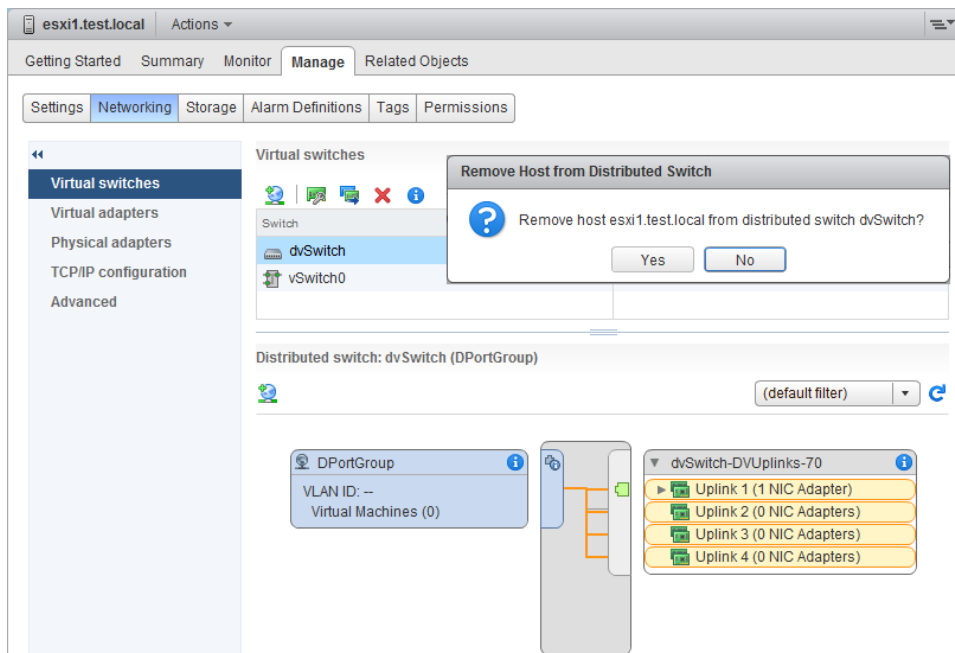 esxi1.test.local Actions
Getting Started Summary Monitor Manage Related Objects
Settings Networking Storage Alarm Definitions Tags Permissions
Virtual switches
Virtual adapters
Physical adapters
TCP/IP configuration
Advanced
Virtual switches
Switch
dvSwitch
vSwitch0
Remove Host from Distributed Switch
Remove host esxi1.test.local from distributed switch dvSwitch?
Yes No
Distributed switch: dvSwitch (DPortGroup)
(default filter)
DPortGroup
VLAN ID: --
Virtual Machines (0)
dvSwitch-DVUplinks-70
Uplink 1 (1 NIC Adapter)
Uplink 2 (0 NIC Adapters)
Uplink 3 (0 NIC Adapters)
Uplink 4 (0 NIC Adapters)